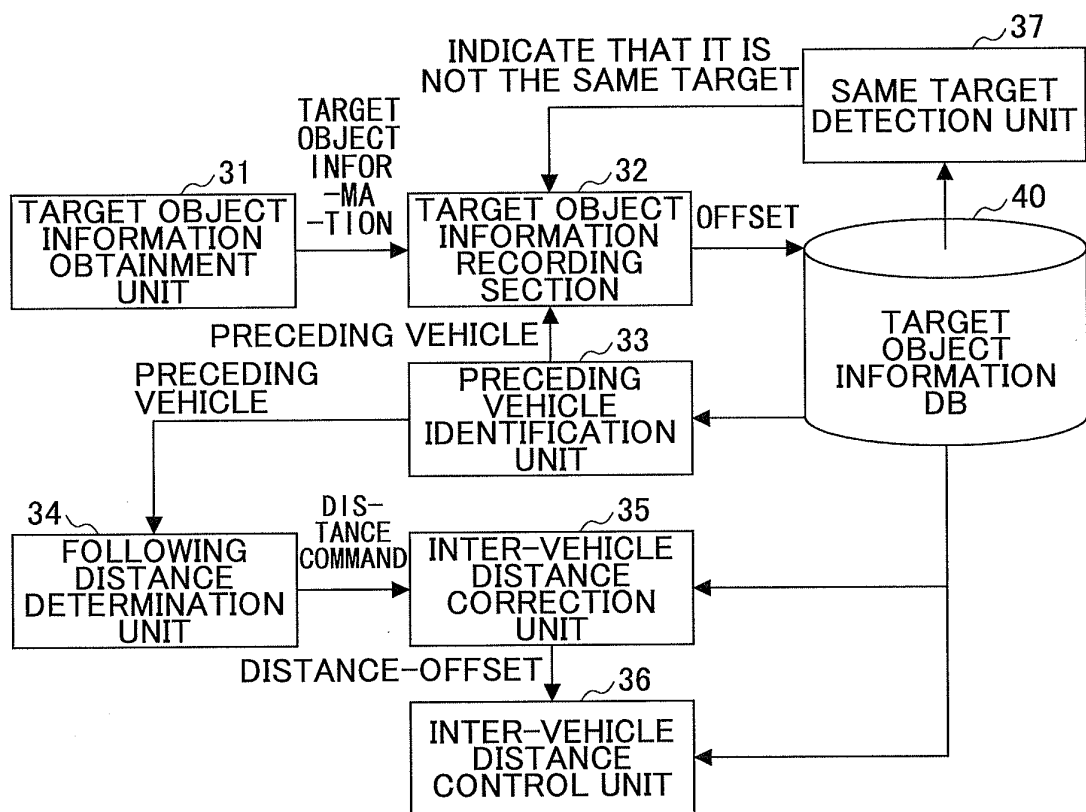 INDICATE THAT IT IS
NOT THE SAME TARGET
37
SAME TARGET
DETECTION UNIT
TARGET
OBJECT
INFOR
-MA
-TION
31
TARGET OBJECT
INFORMATION
OBTAINMENT
UNIT
32
TARGET OBJECT
INFORMATION
RECORDING
SECTION
OFFSET
40
TARGET
OBJECT
INFORMATION
DB
PRECEDING VEHICLE
PRECEDING
VEHICLE
33
PRECEDING
VEHICLE
IDENTIFICATION
UNIT
34
FOLLOWING
DISTANCE
DETERMINATION
UNIT
DIS-
TANCE
COMMAND
35
INTER-VEHICLE
DISTANCE
CORRECTION
UNIT
DISTANCE-OFFSET
36
INTER-VEHICLE
DISTANCE
CONTROL UNIT